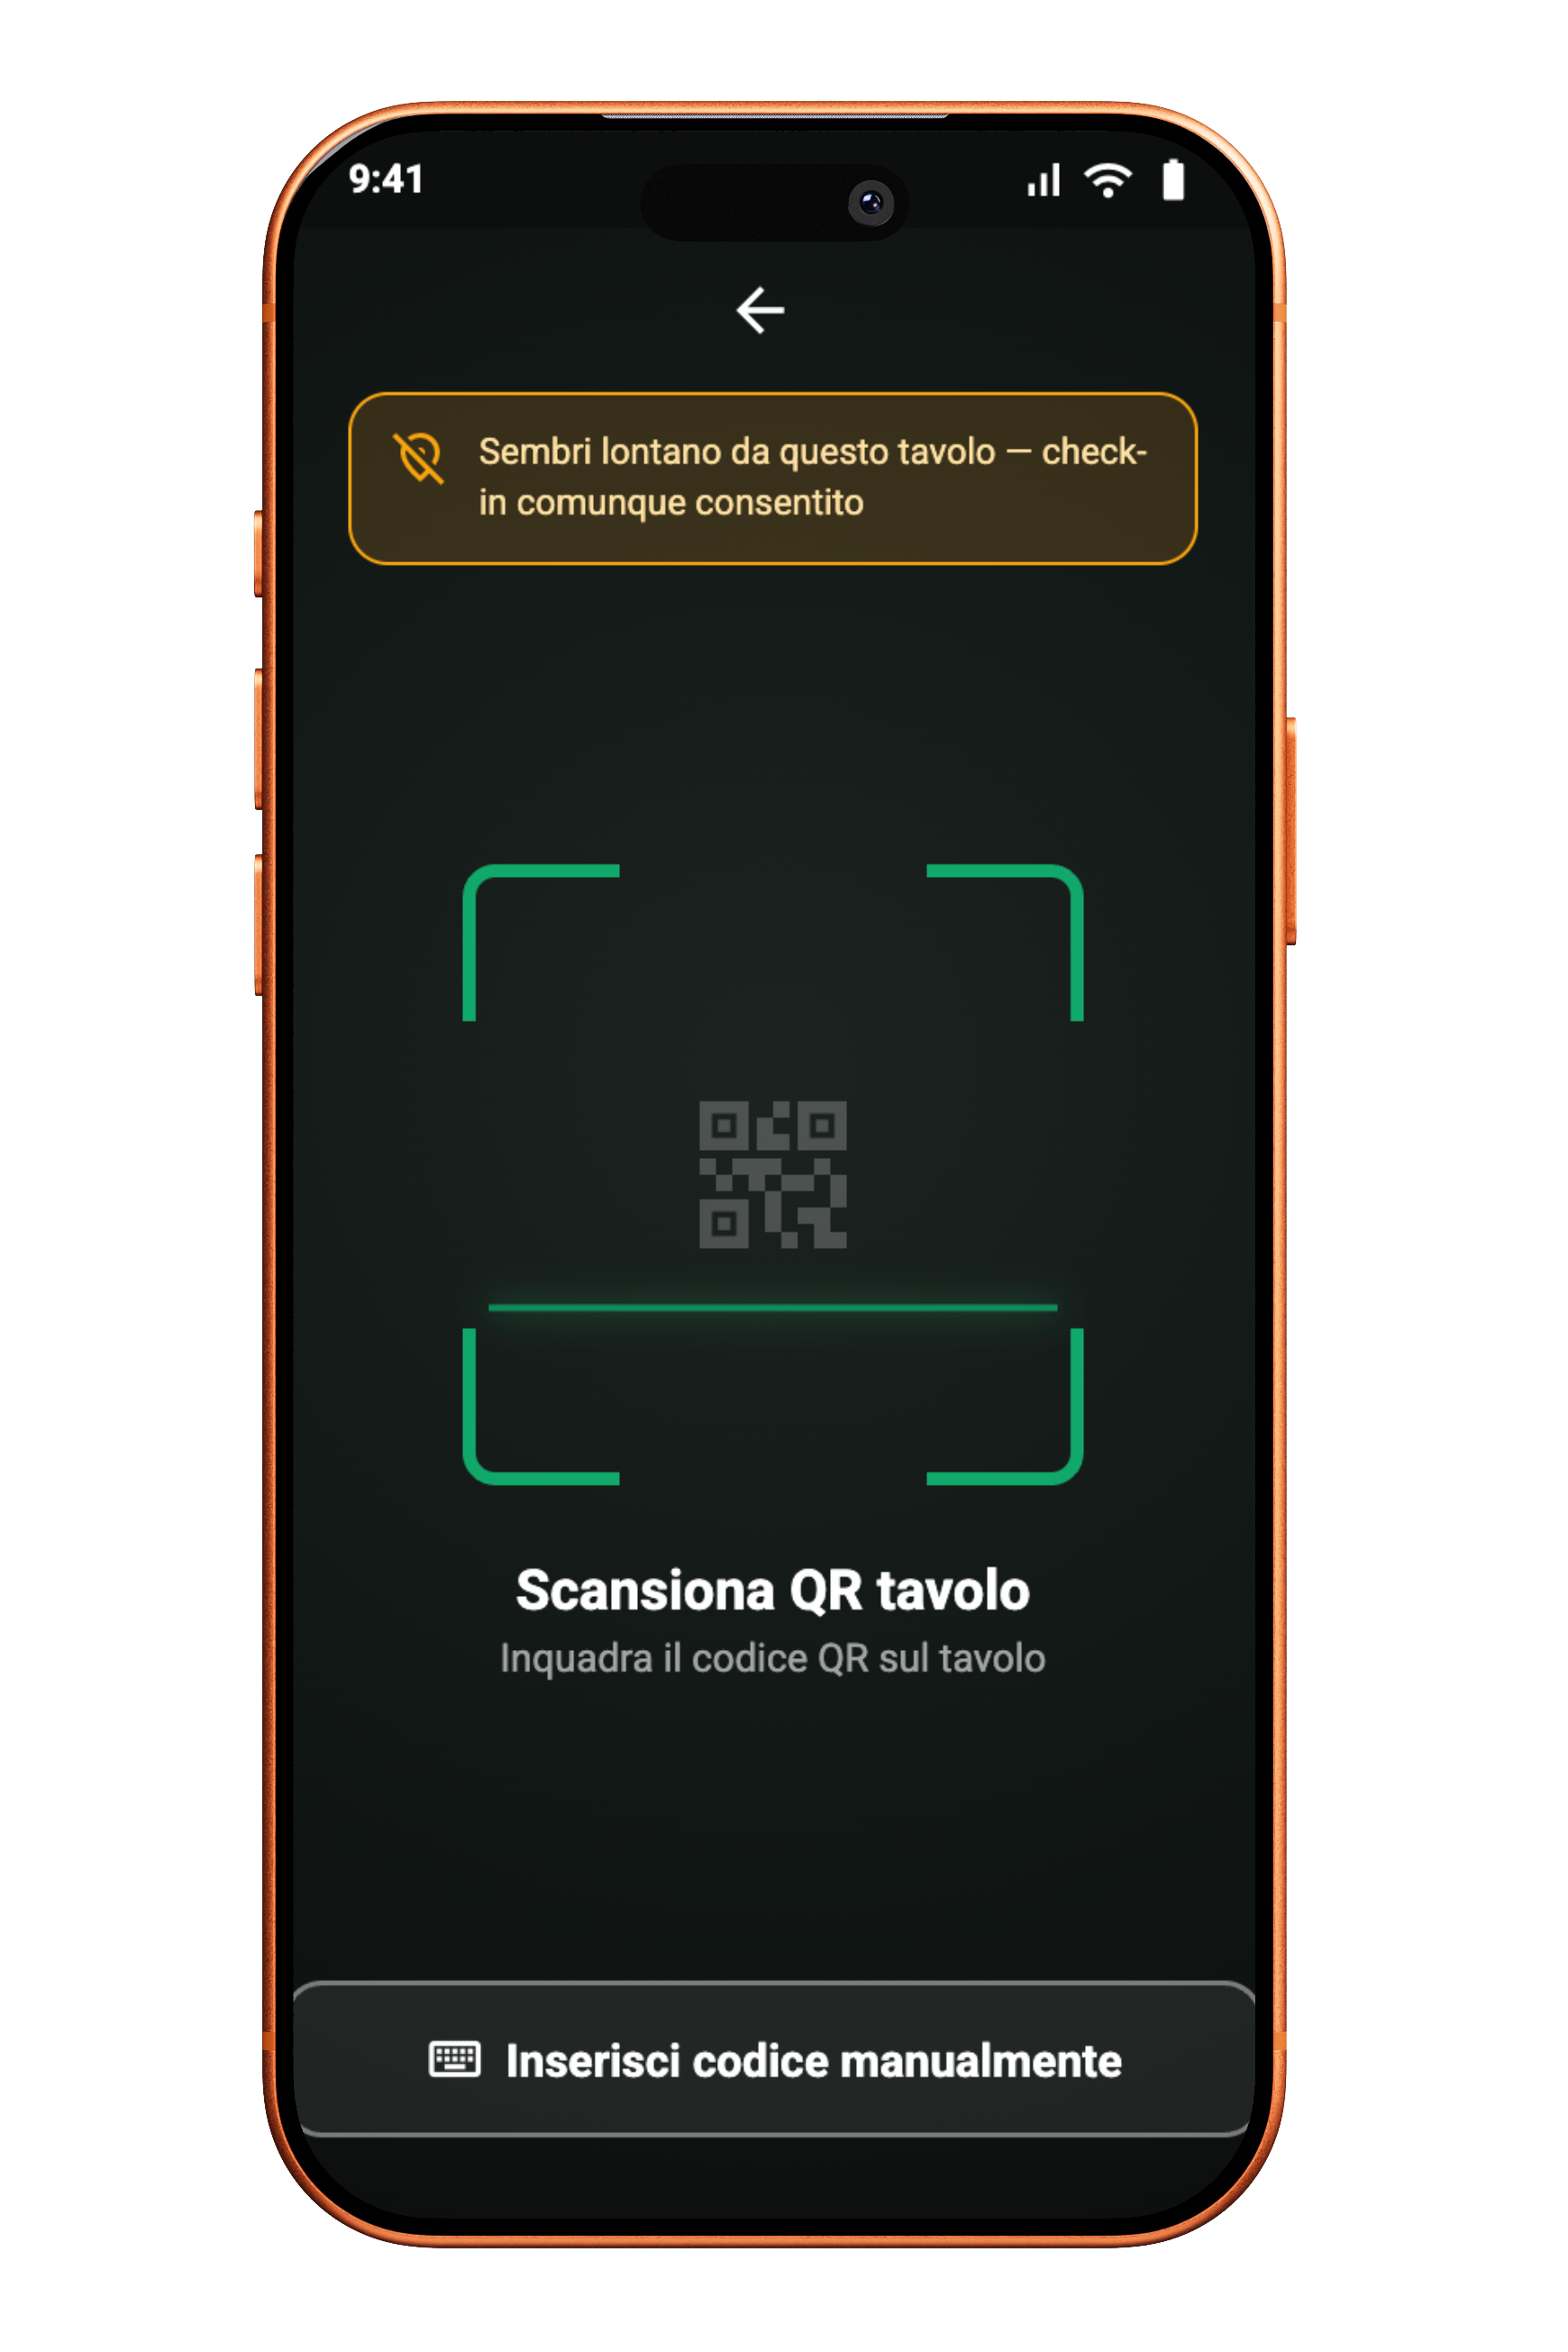 9:41
Sembri lontano da questo tavolo — check-
in comunque consentito
Scansiona QR tavolo
Inquadra il codice QR sul tavolo
Inserisci codice manualmente